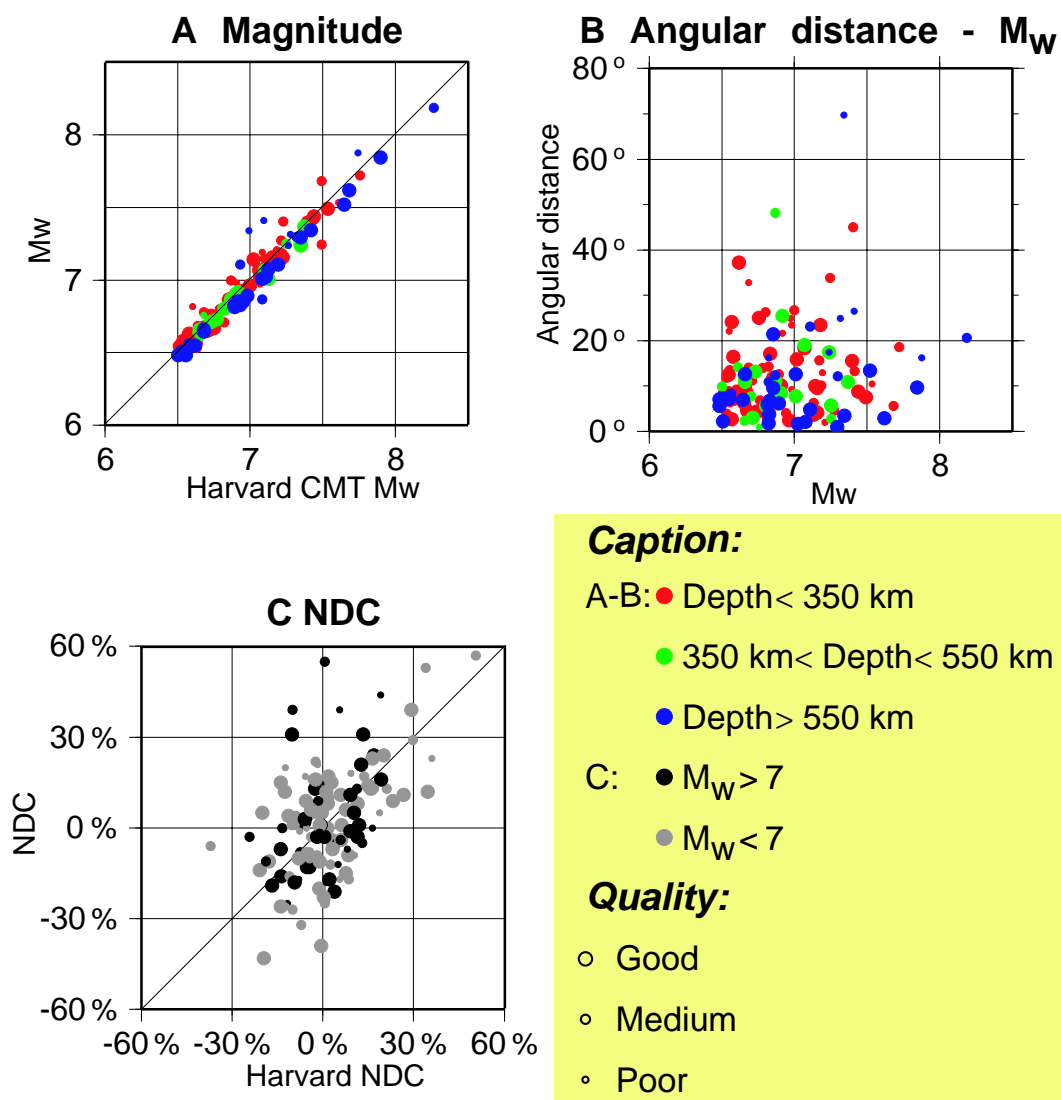 A Magnitude
8
7
6
Mw
6 7 8
Harvard CMT Mw
B Angular distance - Mw
80 º
60 º
40 º
20 º
0 º
Angular distance
6 7 8
Mw
C NDC
60 %
30 %
0 %
-30 %
-60 %
NDC
-60 % -30 % 0 % 30 % 60 %
Harvard NDC
Caption:
A-B: Depth< 350 km
350 km< Depth< 550 km
Depth> 550 km
C: Mw > 7
Mw < 7
Quality:
Good
Medium
Poor